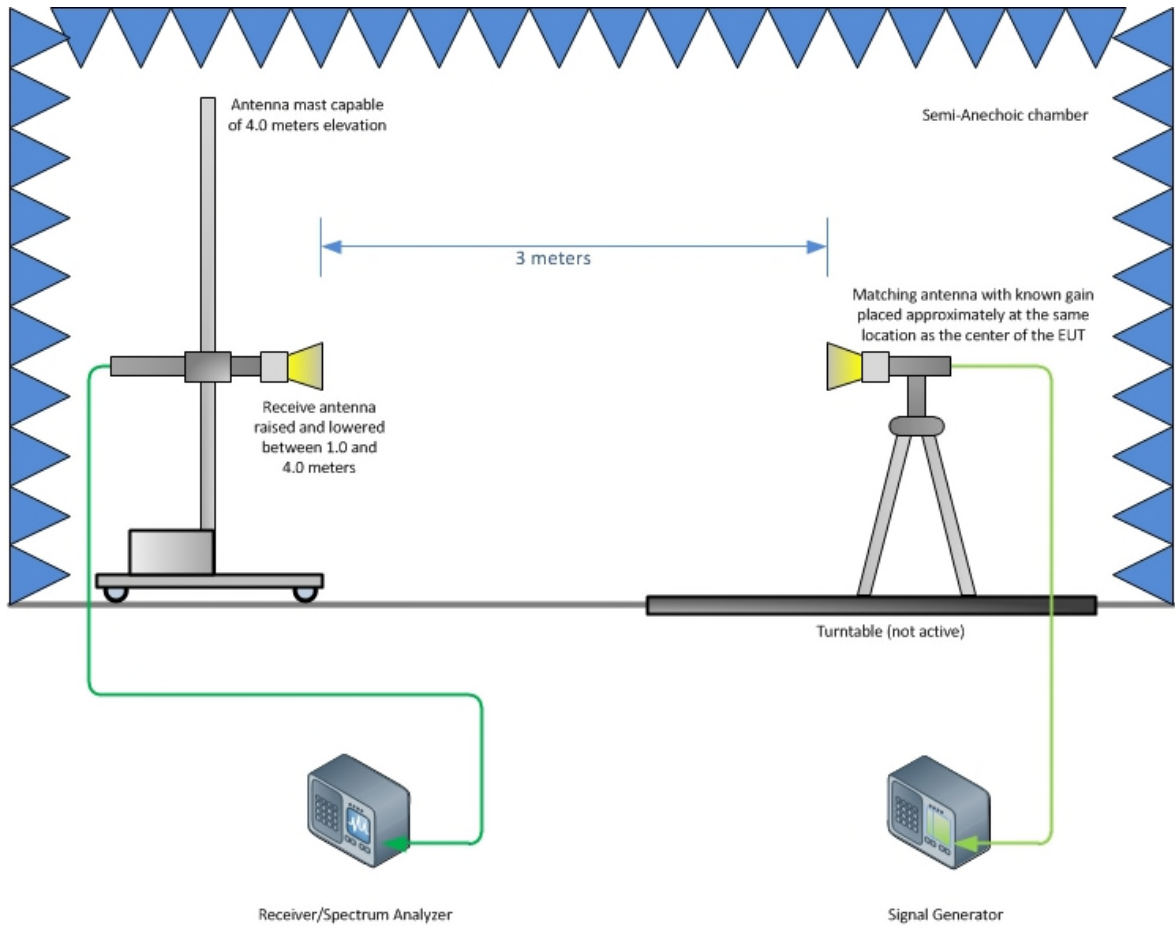 Antenna mast capable
of 4.0 meters elevation
Semi-Anechoic chamber
3 meters
Matching antenna with known gain
placed approximately at the same
location as the center of the EUT
Receive antenna
raised and lowered
between 1.0 and
4.0 meters
Turntable (not active)
Receiver/Spectrum Analyzer
Signal Generator